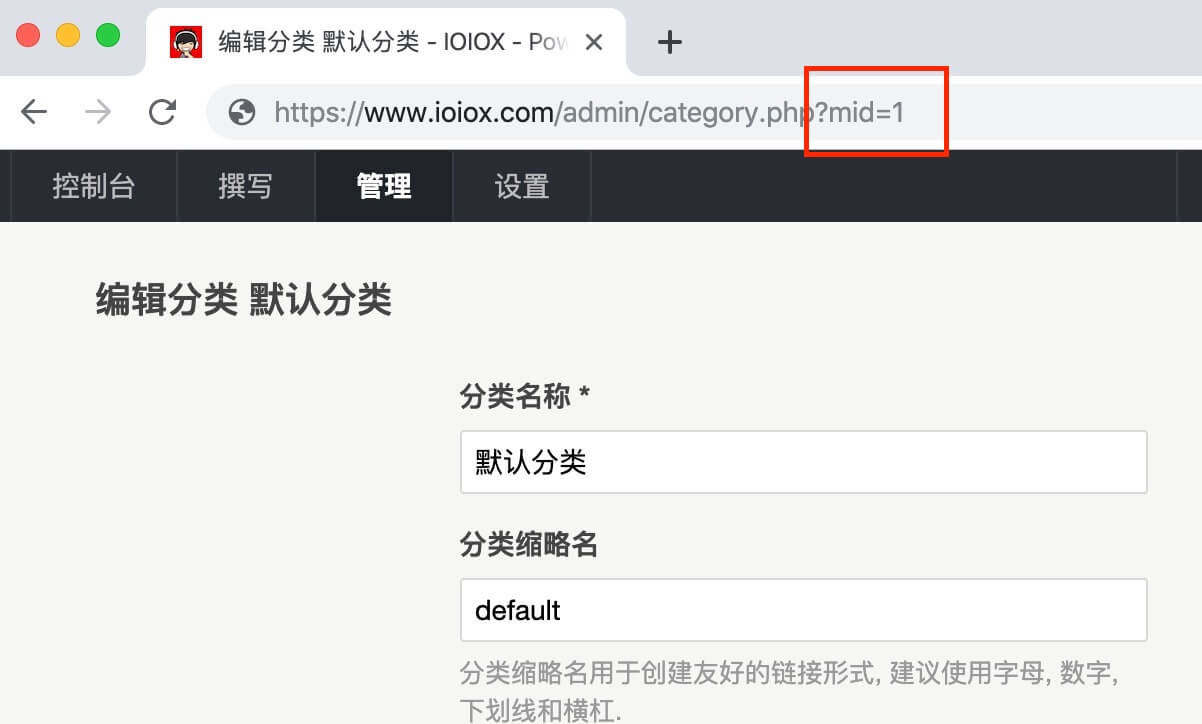 编辑分类 默认分类 - IOIOX - Pow
https://www.ioiox.com/admin/category.php?mid=1
控制台 撰写 管理 设置
编辑分类 默认分类
分类名称 *
默认分类
分类缩略名
default
分类缩略名用于创建友好的链接形式, 建议使用字母, 数字,
下划线和横杠.